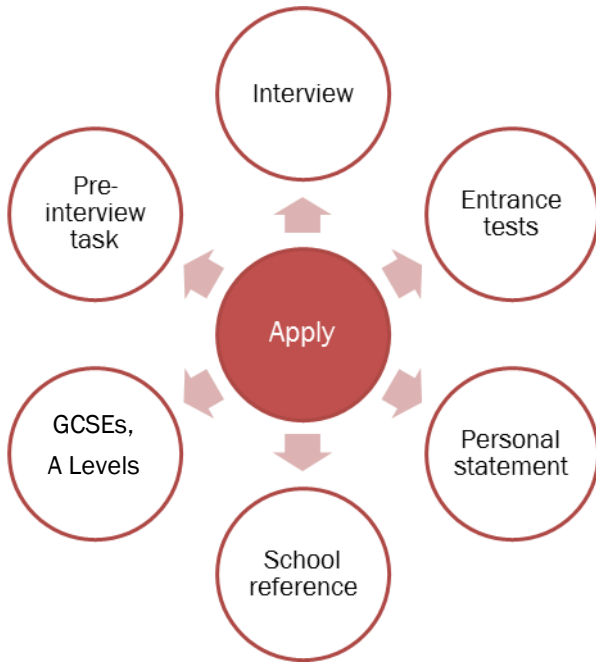 Interview
Pre-
interview
task
Entrance
tests
Apply
GCSEs,
A Levels
Personal
statement
School
reference